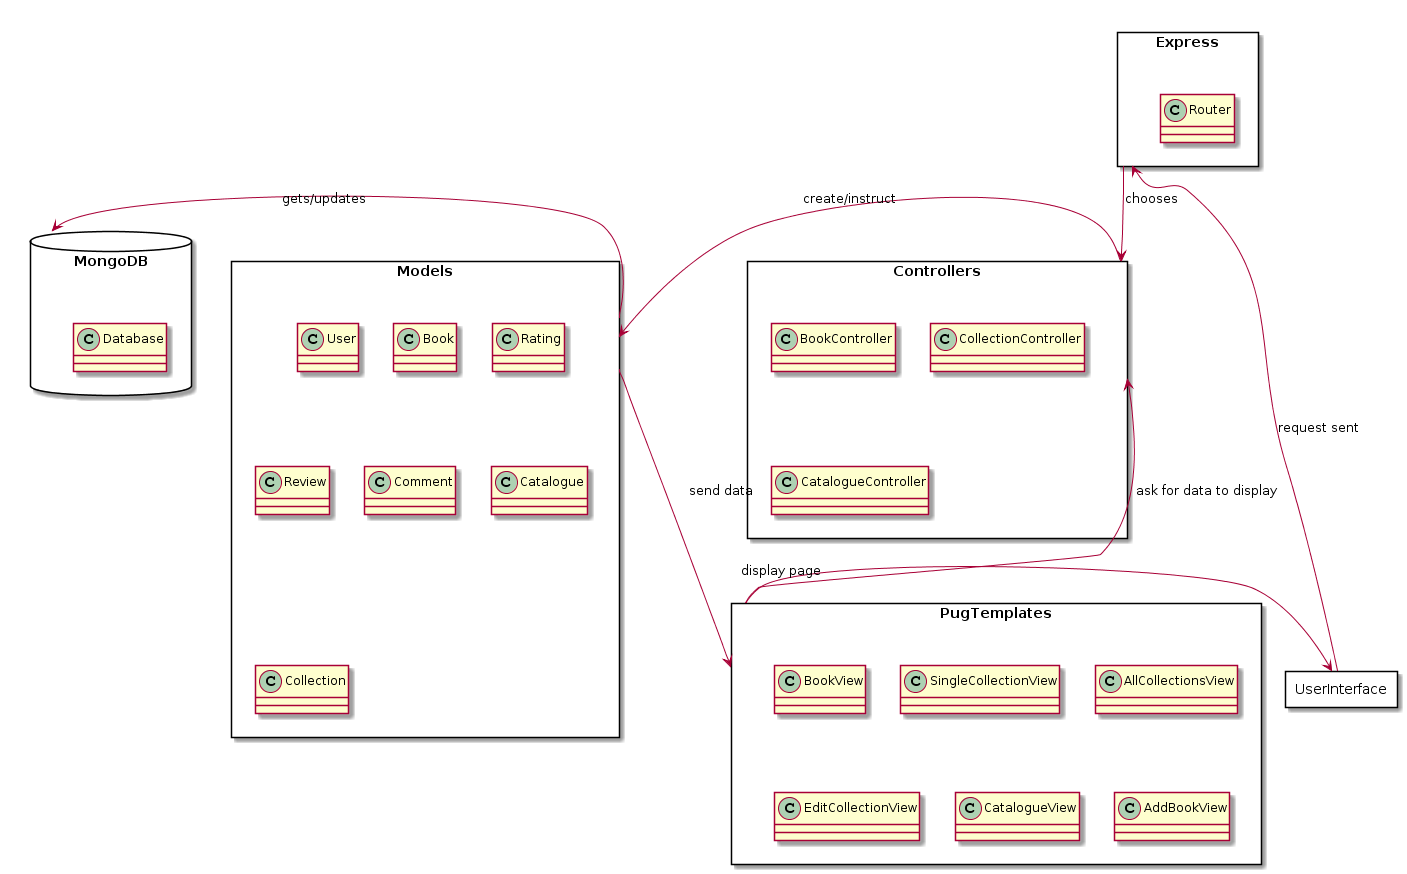 Express
C Router
gets/updates
create/instruct
chooses
MongoDB
C Database
Models
C User
C Book
C Rating
C Review
C Comment
C Catalogue
C Collection
Controllers
C BookController
C CollectionController
C CatalogueController
request sent
send data
ask for data to display
display page
PugTemplates
C BookView
C SingleCollectionView
C AllCollectionsView
C EditCollectionView
C CatalogueView
C AddBookView
UserInterface